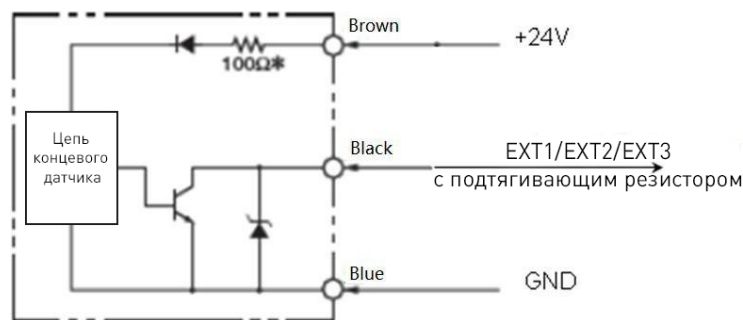 Brown
+24V
100Ω*
Цепь
концевого
датчика
Black
EXT1/EXT2/EXT3
с подтягивающим резистором
Blue
GND